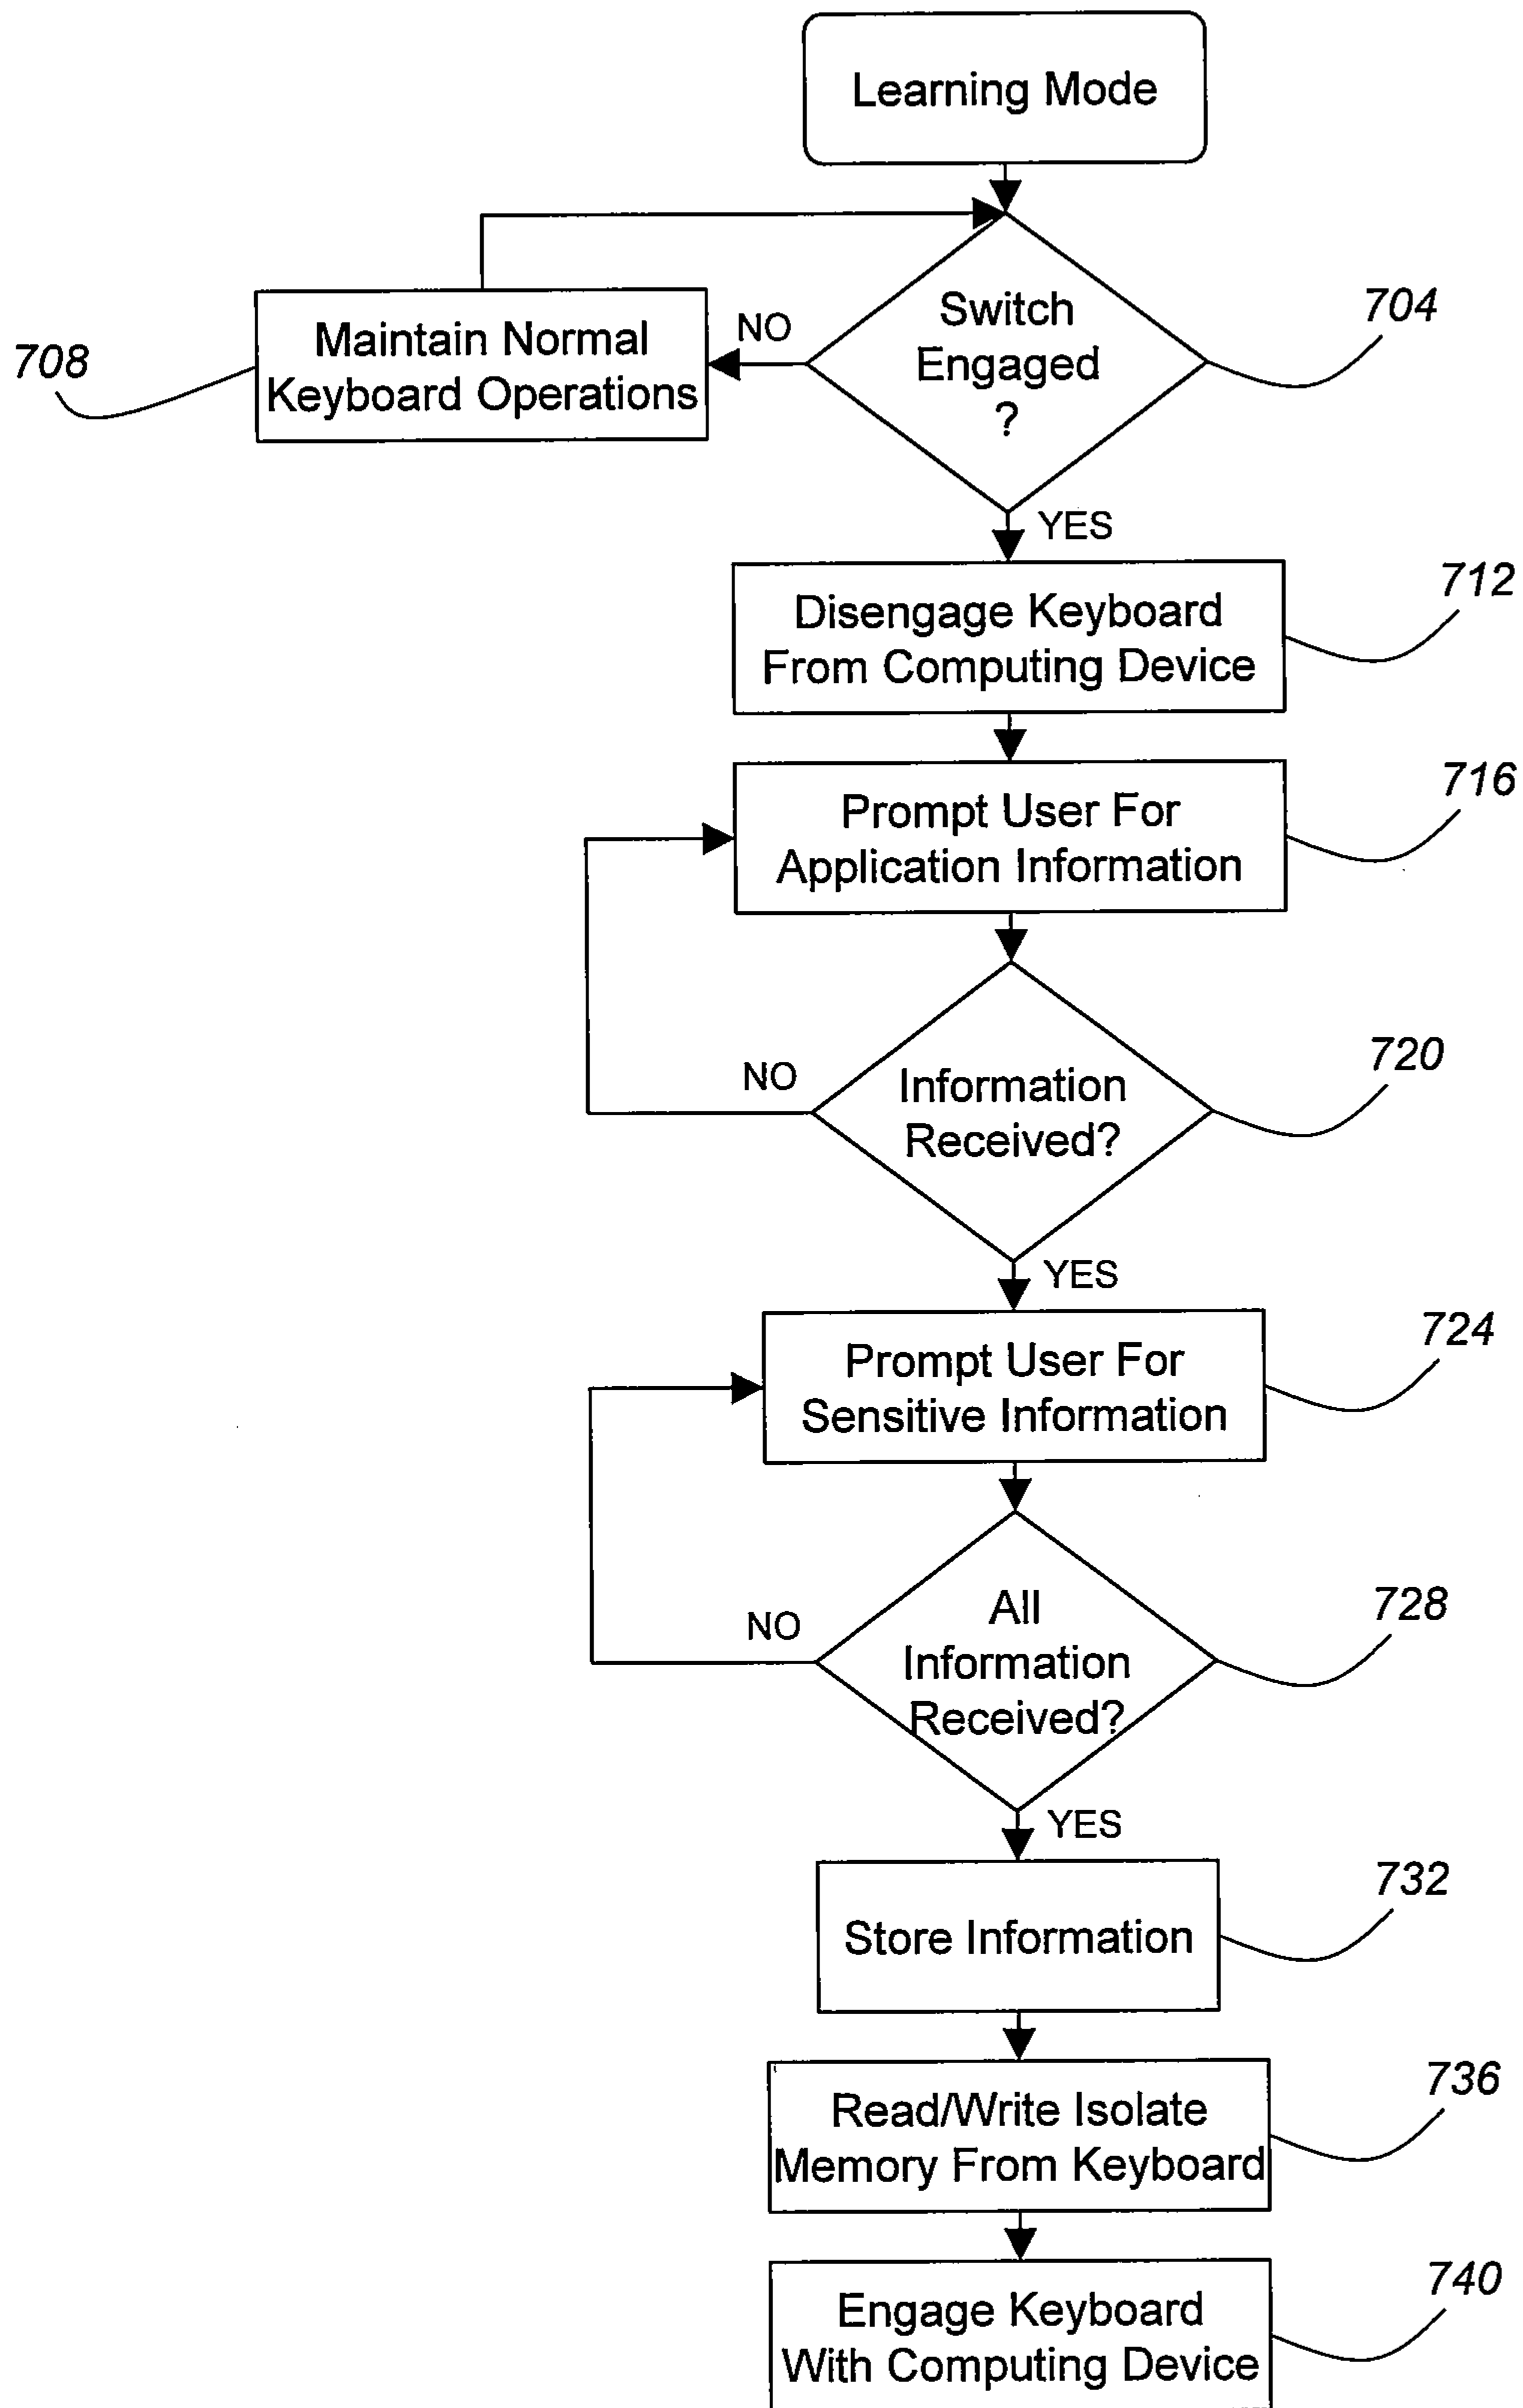 Learning Mode
Switch
Engaged
?
704
NO
Maintain Normal
Keyboard Operations
708
YES
Disengage Keyboard
From Computing Device
712
Prompt User For
Application Information
716
Information
Received?
720
NO
YES
Prompt User For
Sensitive Information
724
All
Information
Received?
728
NO
YES
Store Information
732
Read/Write Isolate
Memory From Keyboard
736
Engage Keyboard
With Computing Device
740